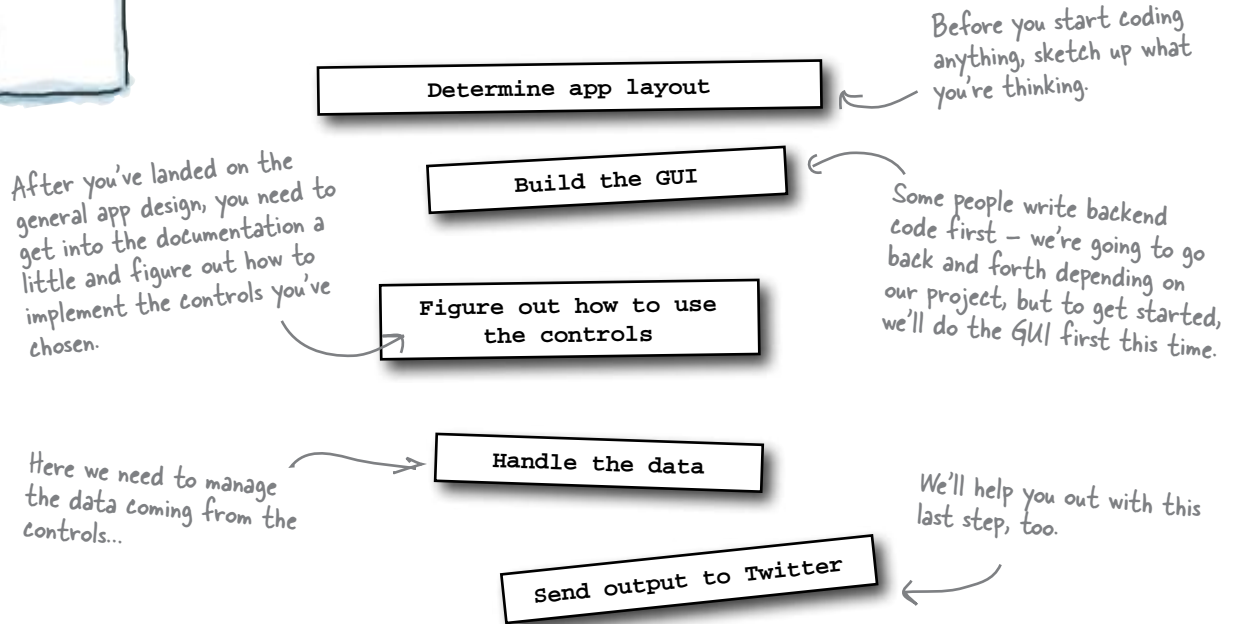 Before you start coding
anything, sketch up what
you're thinking.
Determine app layout
After you've landed on the
general app design, you need to
get into the documentation a
little and figure out how to
implement the controls you've
chosen.
Build the GUI
Some people write backend
code first – we're going to go
back and forth depending on
our project, but to get started,
we'll do the GUI first this time.
Figure out how to use
the controls
Here we need to manage
the data coming from the
controls...
Handle the data
We'll help you out with this
last step, too.
Send output to Twitter